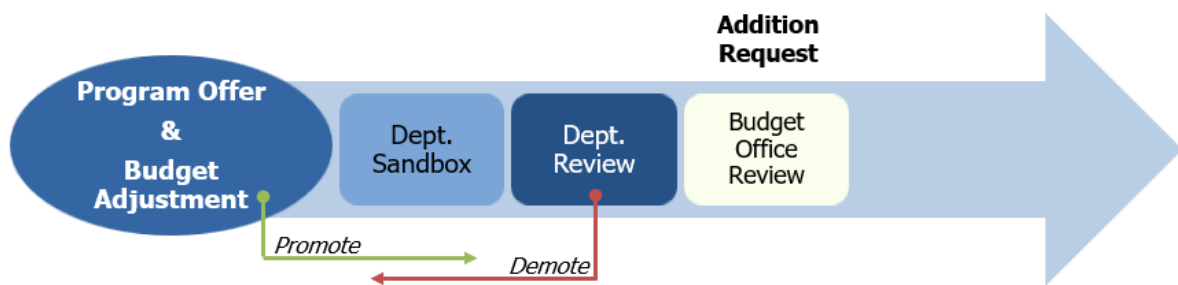 Addition
Request
Program Offer
&
Budget
Adjustment
Dept.
Sandbox
Dept.
Review
Budget
Office
Review
Promote
Demote